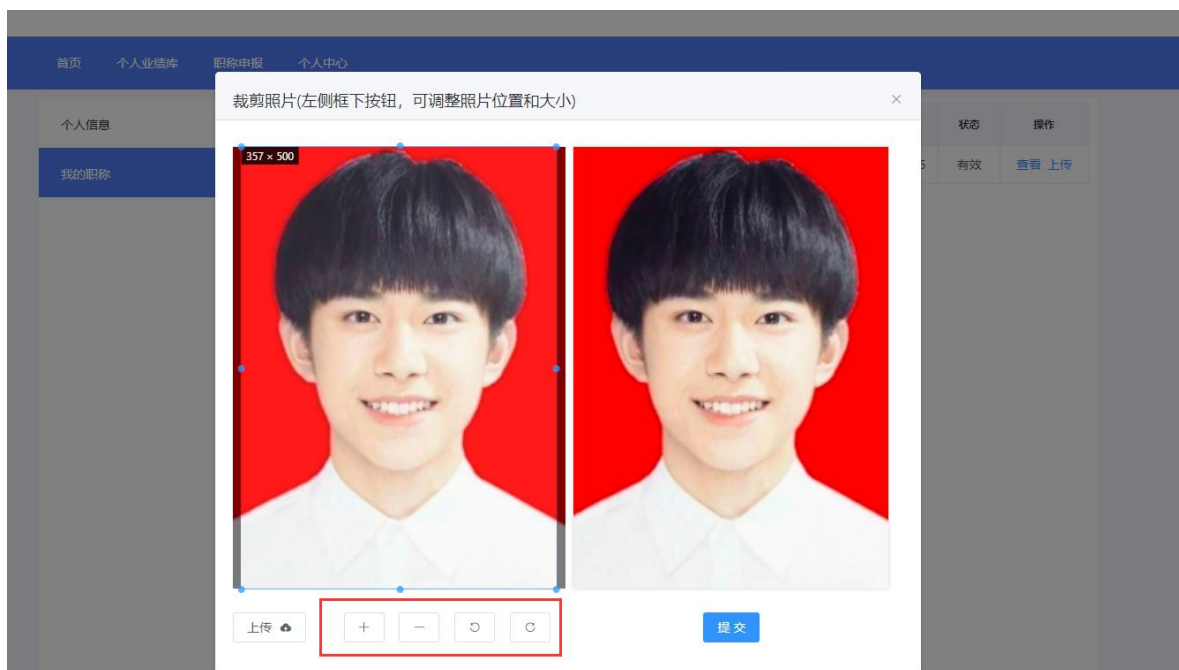 首页 个人业绩库 职称申报 个人中心
裁剪照片(左侧框下按钮，可调整照片位置和大小) ×
个人信息 状态 操作
357 × 500
我的职称 5 有效 查看 上传
上传 + −
提交